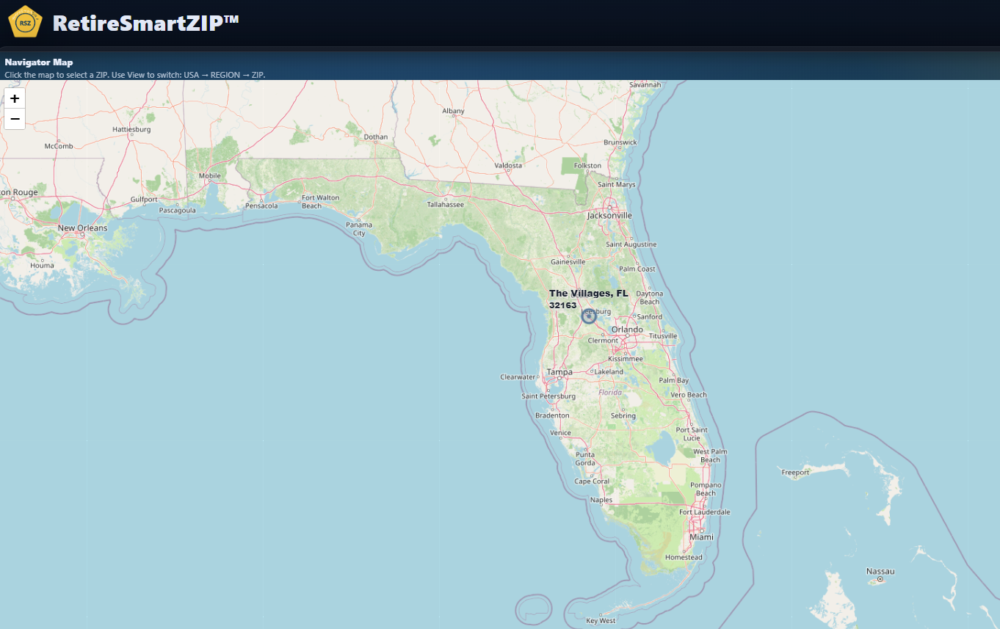 RSZ
RetireSmartZIP™
Navigator Map
Click the map to select a ZIP. Use View to switch: USA → REGION → ZIP.
+
−
Savannah
Albany
Hattiesburg
Dothan
McComb
Brunswick
Valdosta
Folkston
Mobile
Saint Marys
on Rouge
Gulfport
Fort Walton
Beach
Pensacola
Tallahassee
Pascagoula
Jacksonville
Panama
City
New Orleans
Saint Augustine
Gainesville
Houma
Palm Coast
The Villages, FL
32163
Daytona
Beach
Leesburg
Sanford
Orlando
Titusville
Clermont
Kissimmee
Tampa
Lakeland
Clearwater
Palm Bay
Florida
Saint Petersburg
Vero Beach
Bradenton
Sebring
Venice
Port Saint
Lucie
Punta
Gorda
West Palm
Beach
Freeport
Cape Coral
Pompano
Beach
Naples
Fort Lauderdale
Miami
Homestead
Nassau
Key West